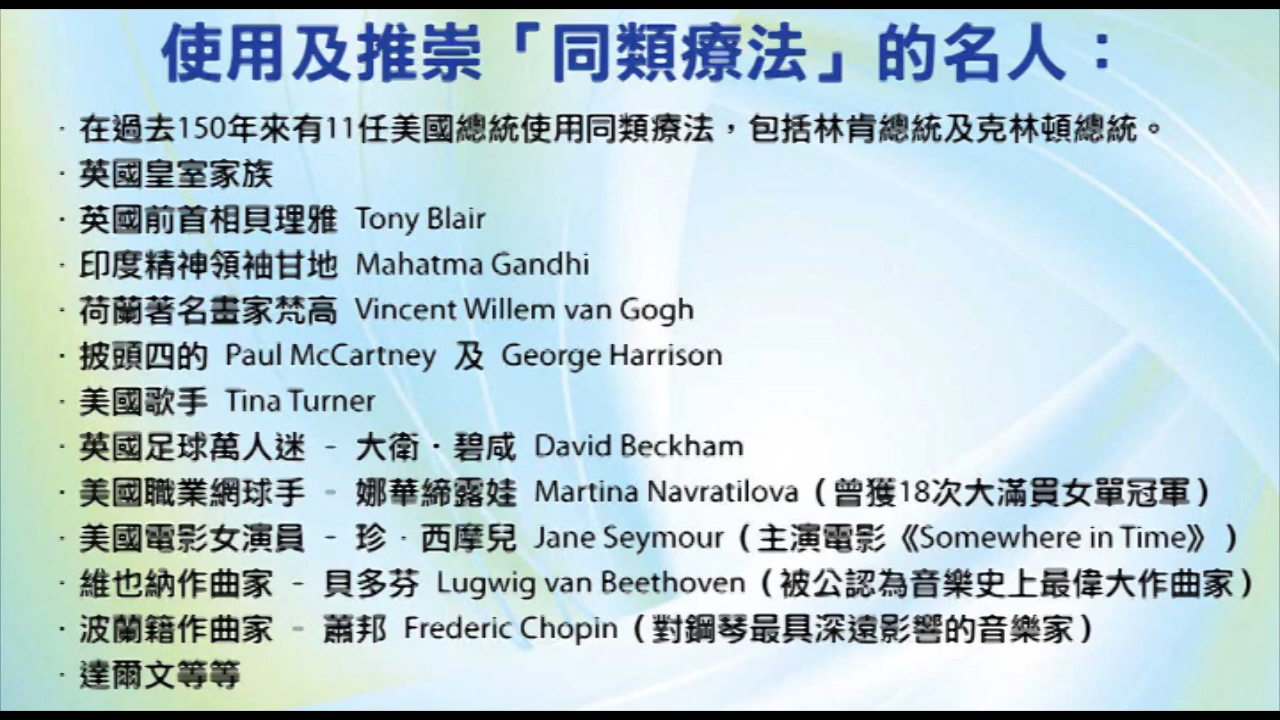 使用及推崇「同類療法」的名人：
· 在過去150年來有11任美國總統使用同類療法，包括林肯總統及克林頓總統。
· 英國皇室家族
· 英國前首相貝理雅 Tony Blair
· 印度精神領袖甘地 Mahatma Gandhi
· 荷蘭著名畫家梵高 Vincent Willem van Gogh
· 披頭四的 Paul McCartney 及 George Harrison
· 美國歌手 Tina Turner
· 英國足球萬人迷 - 大衛·碧咸 David Beckham
· 美國職業網球手 - 娜華締露娃 Martina Navratilova（曾獲18次大滿買女單冠軍）
· 美國電影女演員 - 珍·西摩兒 Jane Seymour（主演電影《Somewhere in Time》）
· 維也納作曲家 - 貝多芬 Lugwig van Beethoven（被公認為音樂史上最偉大作曲家）
· 波蘭籍作曲家 - 蕭邦 Frederic Chopin（對鋼琴最具深遠影響的音樂家）
· 達爾文等等